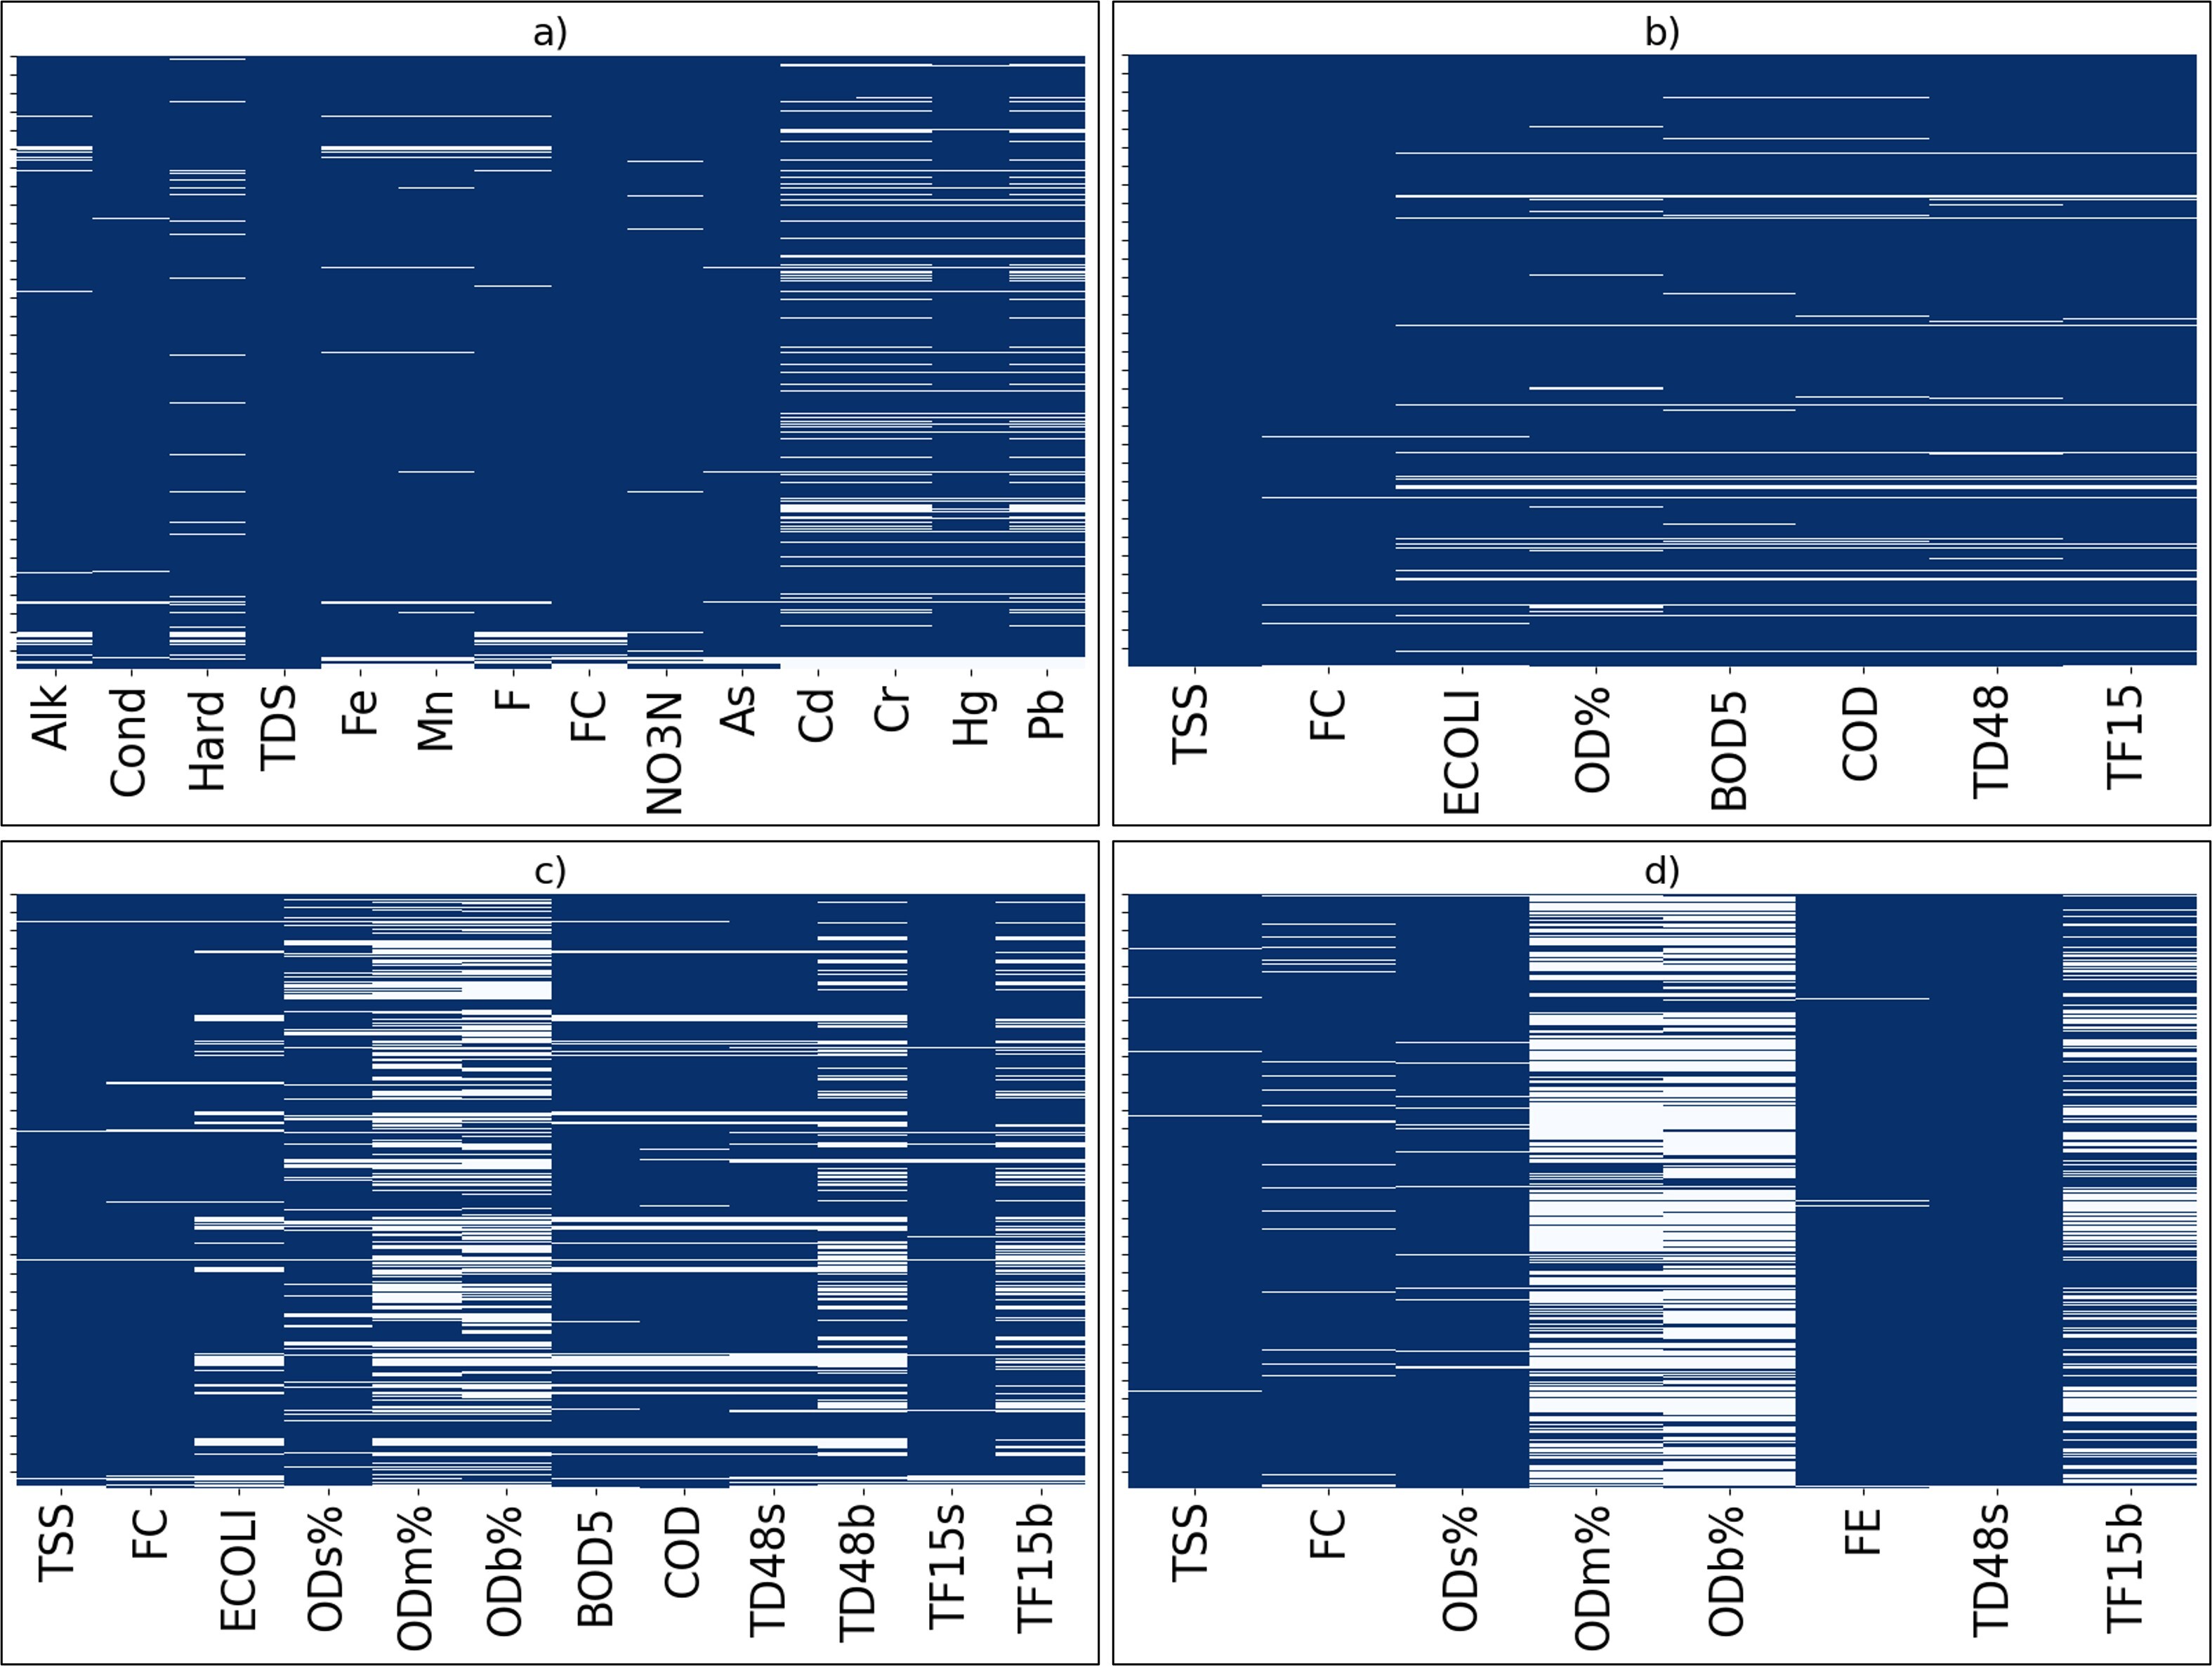 a)
Alk Cond Hard TDS Fe Mn F FC NO3N As Cd Cr Hg Pb
b)
TSS FC ECOLI OD% BOD5 COD TD48 TF15
c)
TSS FC ECOLI ODs% ODm% ODb% BOD5 COD TD48s TD48b TF15s TF15b
d)
TSS FC ODs% ODm% ODb% FE TD48s TF15b